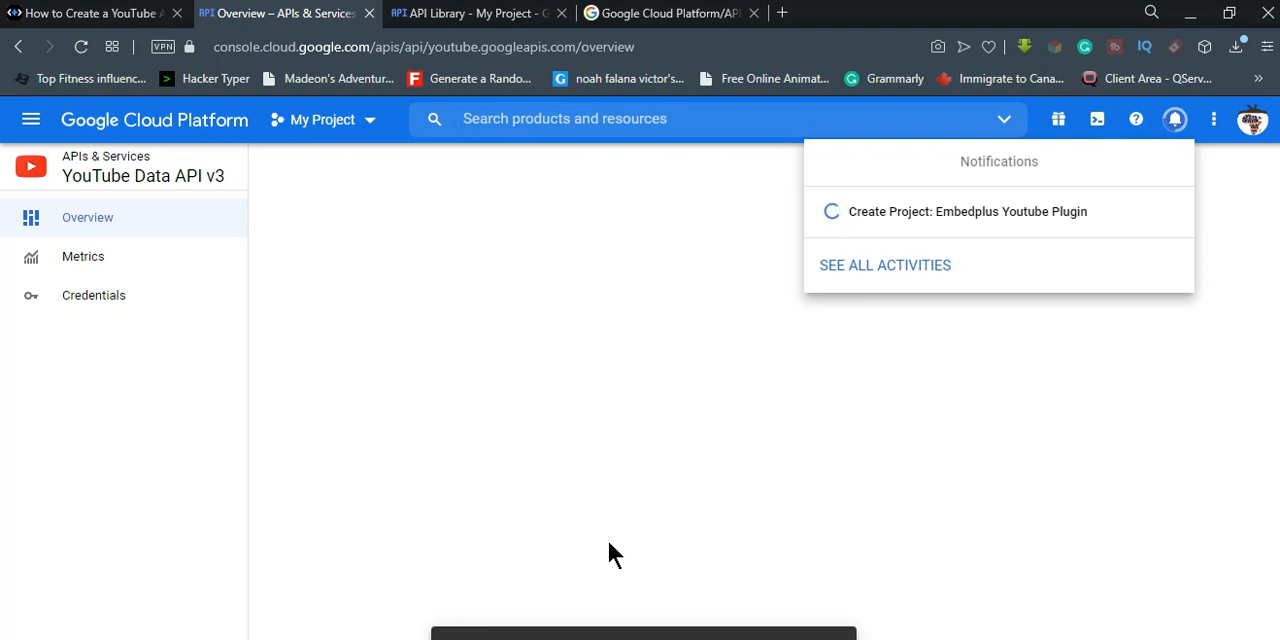 How to Create a YouTube A
API Overview – APIs & Services
API API Library - My Project - G
Google Cloud Platform/API
VPN
console.cloud.google.com/apis/api/youtube.googleapis.com/overview
IQ
Top Fitness influenc...
Hacker Typer
Madeon's Adventur...
F Generate a Rando...
G noah falana victor's...
Free Online Animat...
G Grammarly
Immigrate to Cana...
Client Area - QServ...
»
Google Cloud Platform
My Project
Search products and resources
APIs & Services
YouTube Data API v3
Overview
Metrics
Credentials
Notifications
Create Project: Embedplus Youtube Plugin
SEE ALL ACTIVITIES